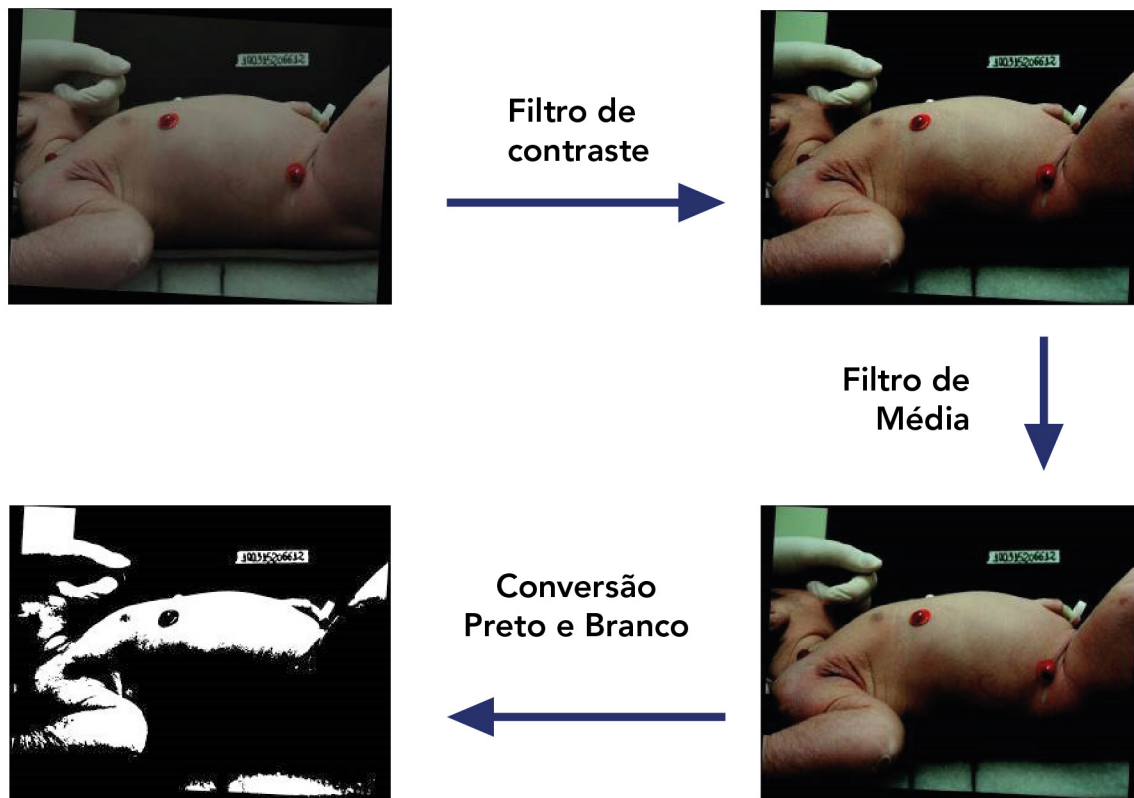 Filtro de
contraste
Filtro de
Média
Conversão
Preto e Branco